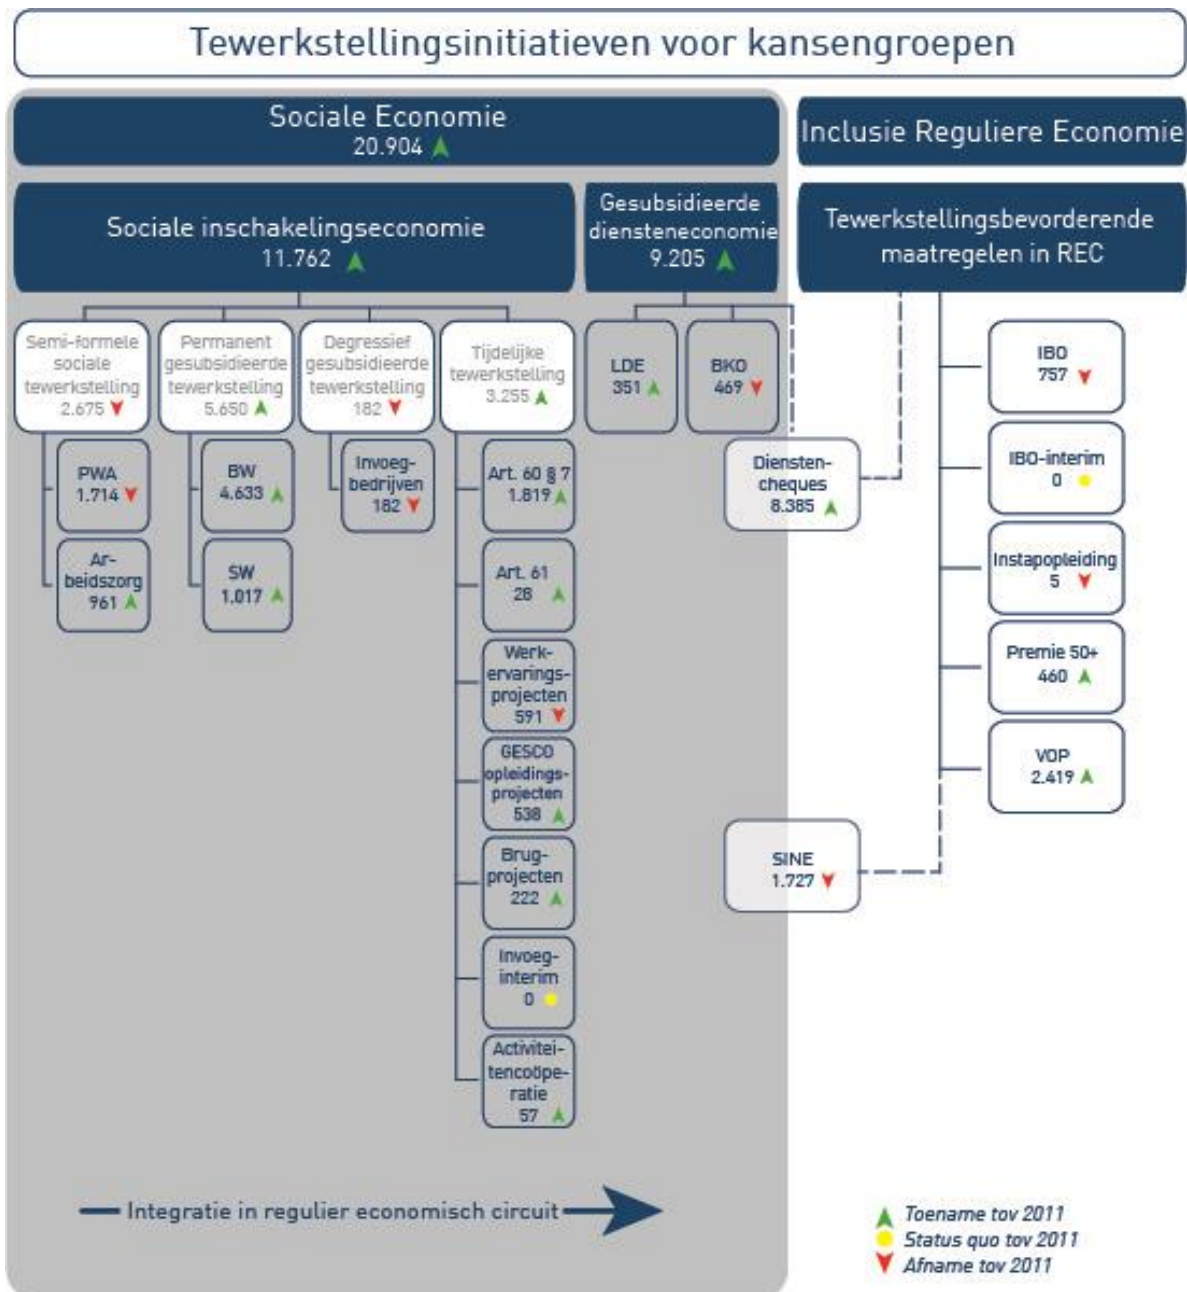 Tewerkstellingsinitiatieven voor kansengroepen
Sociale Economie
20.904
Inclusie Reguliere Economie
Sociale inschakelingseconomie
11.762
Gesubsidieerde
diensteneconomie
9.205
Tewerkstellingsbevorderende
maatregelen in REC
Semi-formele
sociale
tewerkstelling
2.675
Permanent
gesubsidieerde
tewerkstelling
5.650
Degressief
gesubsidieerde
tewerkstelling
182
Tijdelijke
tewerkstelling
3.255
LDE
351
BKO
469
IBO
757
PWA
1.714
BW
4.633
Invoeg-
bedrijven
182
Art. 60 § 7
1.819
Diensten-
cheques
8.385
IBO-interim
0
Ar-
beidszorg
961
SW
1.017
Art. 61
28
Instapopleiding
5
Werk-
ervarings-
projecten
591
Premie 50+
460
GESCO
opleidings-
projecten
538
VOP
2.419
Brug-
projecten
222
SINE
1.727
Invoeg-
interim
0
Activitei-
tencoöpe-
ratie
57
Integratie in regulier economisch circuit
Toename tov 2011
Status quo tov 2011
Afname tov 2011